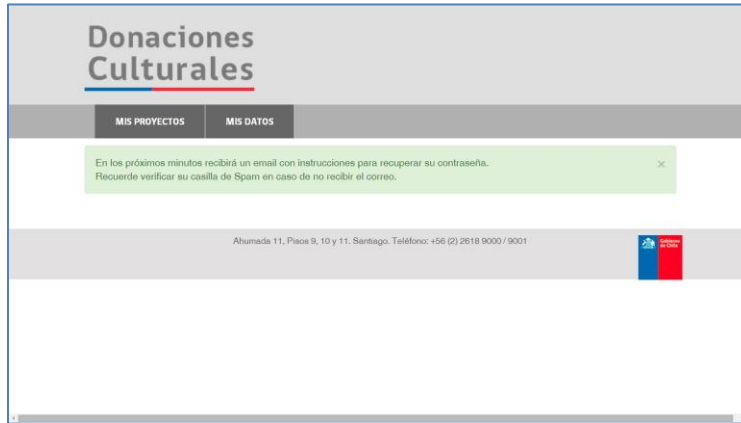 Donaciones
Culturales
MIS PROYECTOS MIS DATOS
En los próximos minutos recibirá un email con instrucciones para recuperar su contraseña. ×
Recuerde verificar su casilla de Spam en caso de no recibir el correo.
Ahumada 11, Pisos 9, 10 y 11. Santiago. Teléfono: +56 (2) 2618 9000 / 9001
Gobierno
de Chile